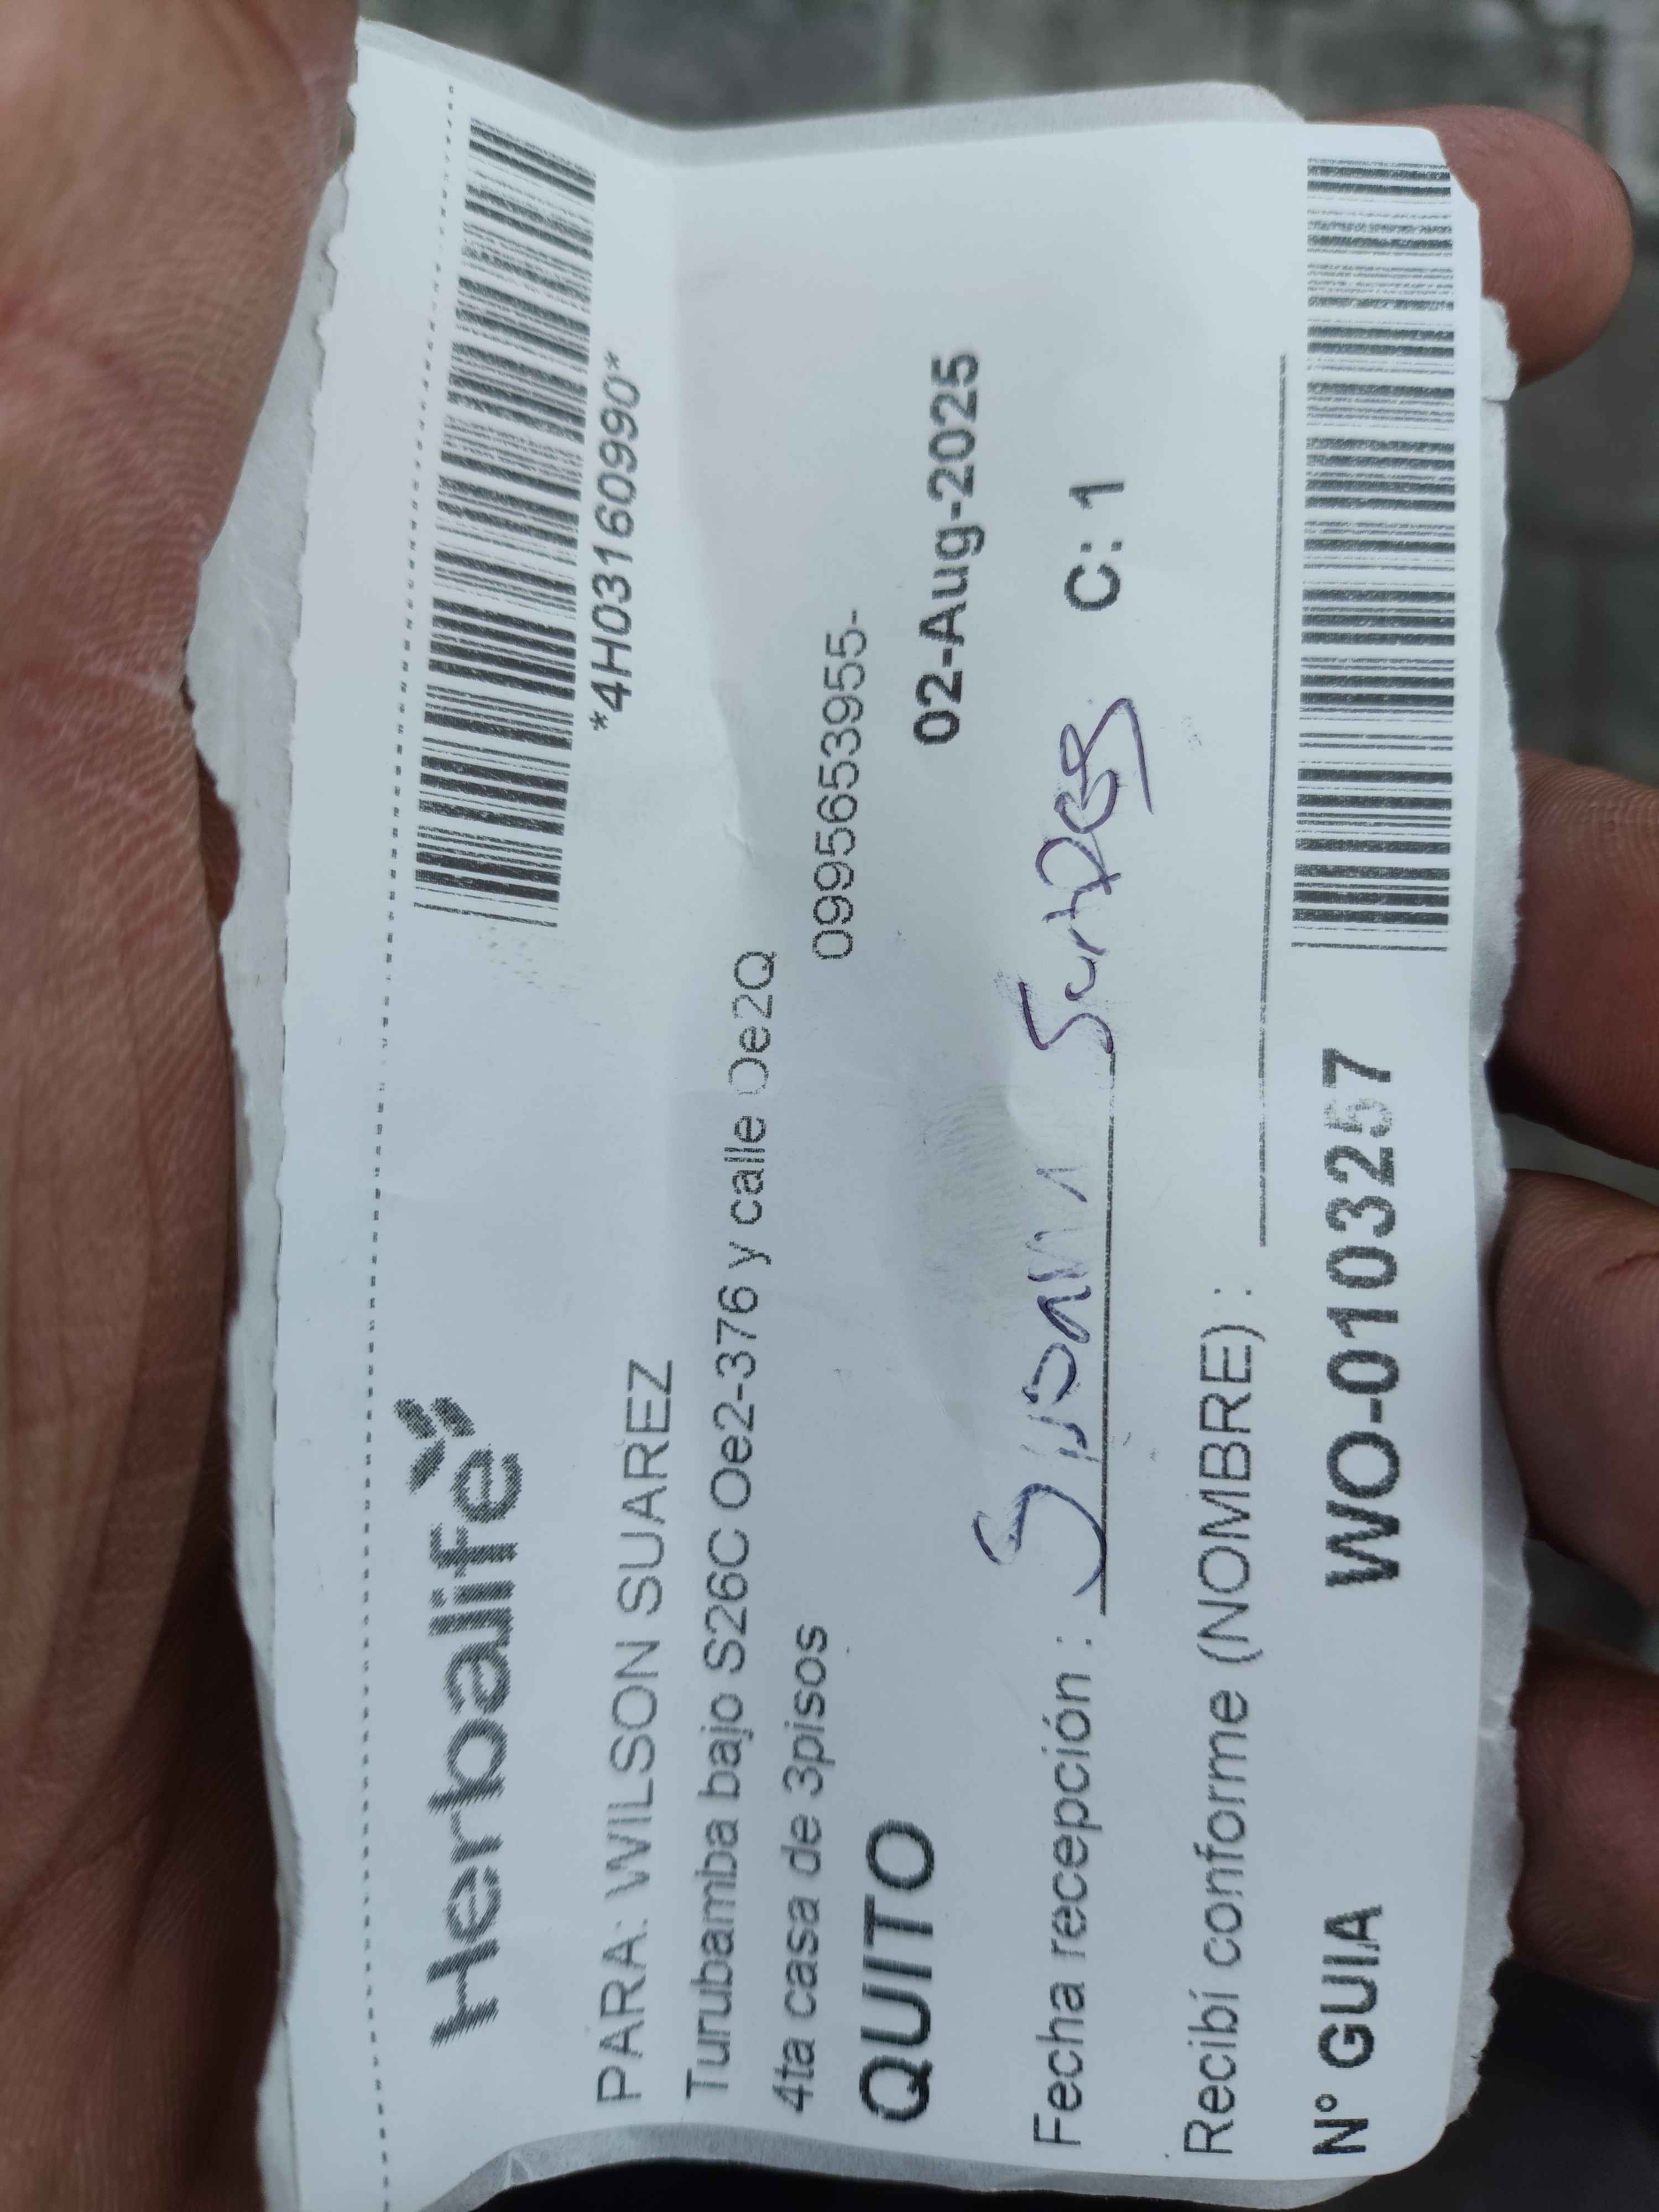 Herbalife
*4H03160990*
PARA: WILSON SUAREZ
Turubamba bajo S26C Oe2-376 y calle Oe2Q
4ta casa de 3pisos
0995653955-
QUITO
02-Aug-2025
Fecha recepción :
C: 1
Recibí conforme (NOMBRE) :
N° GUIA WO-0103257